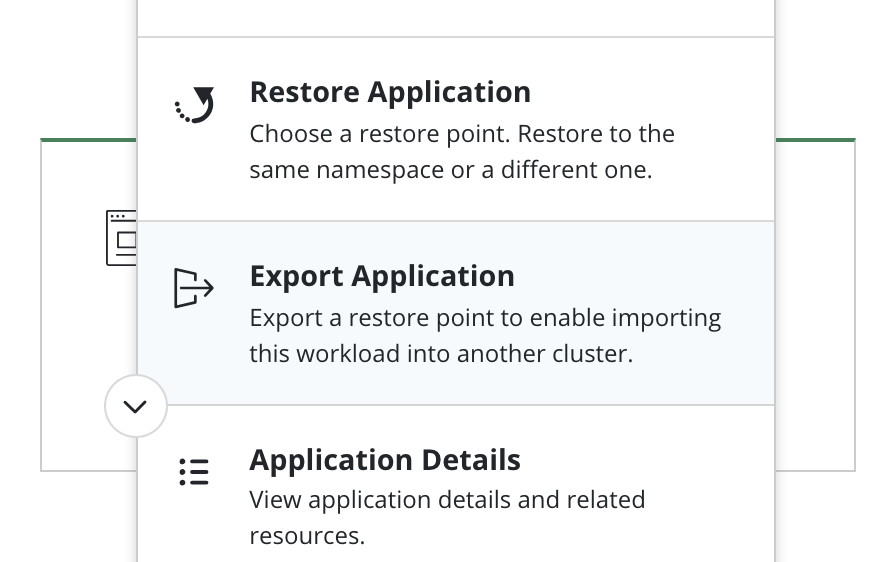 Restore Application
Choose a restore point. Restore to the
same namespace or a different one.
Export Application
Export a restore point to enable importing
this workload into another cluster.
Application Details
View application details and related
resources.